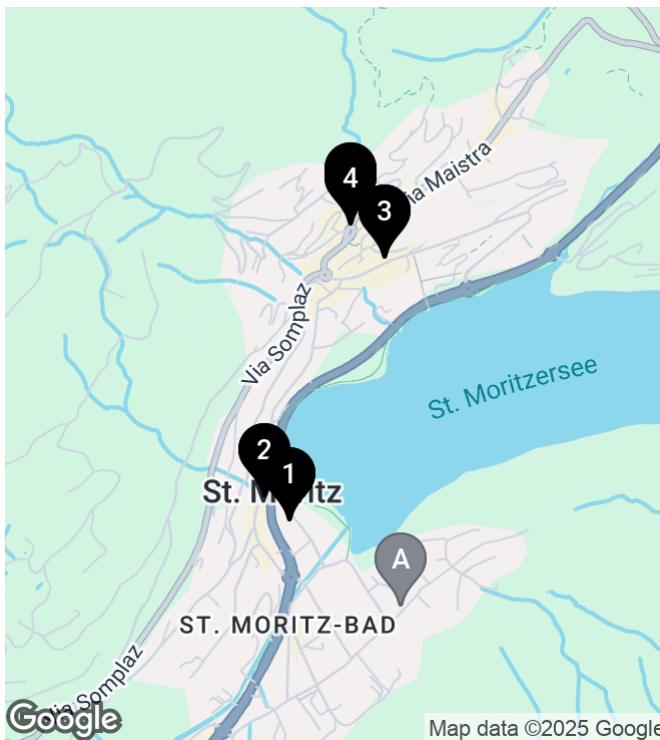 4
Via Maistra
3
Via Somplaz
St. Moritzersee
2
1
St. Moritz
A
ST. MORITZ-BAD
Via Somplaz
Google
Map data ©2025 Google